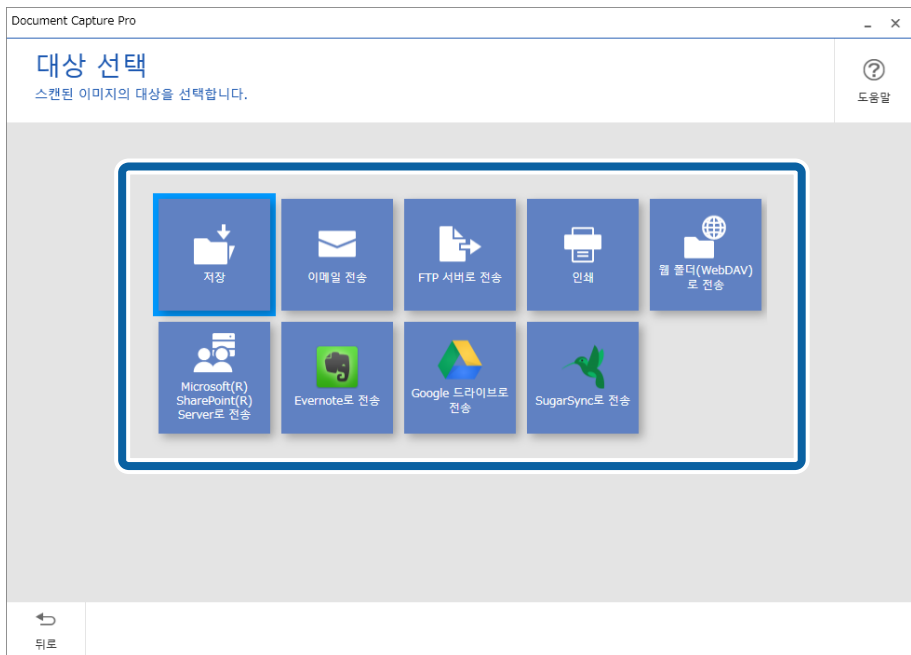 Document Capture Pro
대상 선택
스캔된 이미지의 대상을 선택합니다.
도움말
저장
이메일 전송
FTP 서버로 전송
인쇄
웹 폴더(WebDAV)
로 전송
Microsoft(R)
SharePoint(R)
Server로 전송
Evernote로 전송
Google 드라이브로
전송
SugarSync로 전송
뒤로